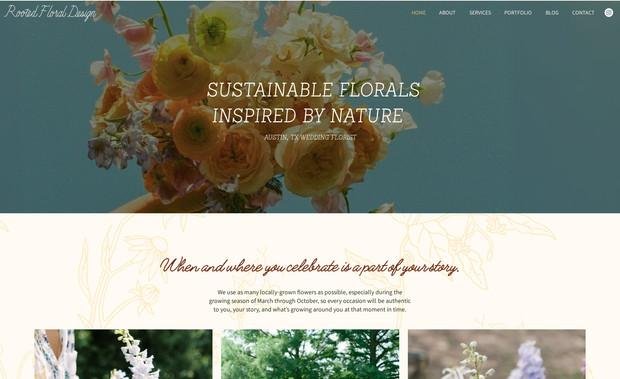 Rooted Floral Design
HOME ABOUT SERVICES PORTFOLIO BLOG CONTACT
SUSTAINABLE FLORALS
INSPIRED BY NATURE
AUSTIN, TX WEDDING FLORIST
When and where you celebrate is a part of your story.
We use as many locally-grown flowers as possible, especially during the
growing season of March through October, so every occasion will be authentic
to you, your story, and what's growing around you at that moment in time.